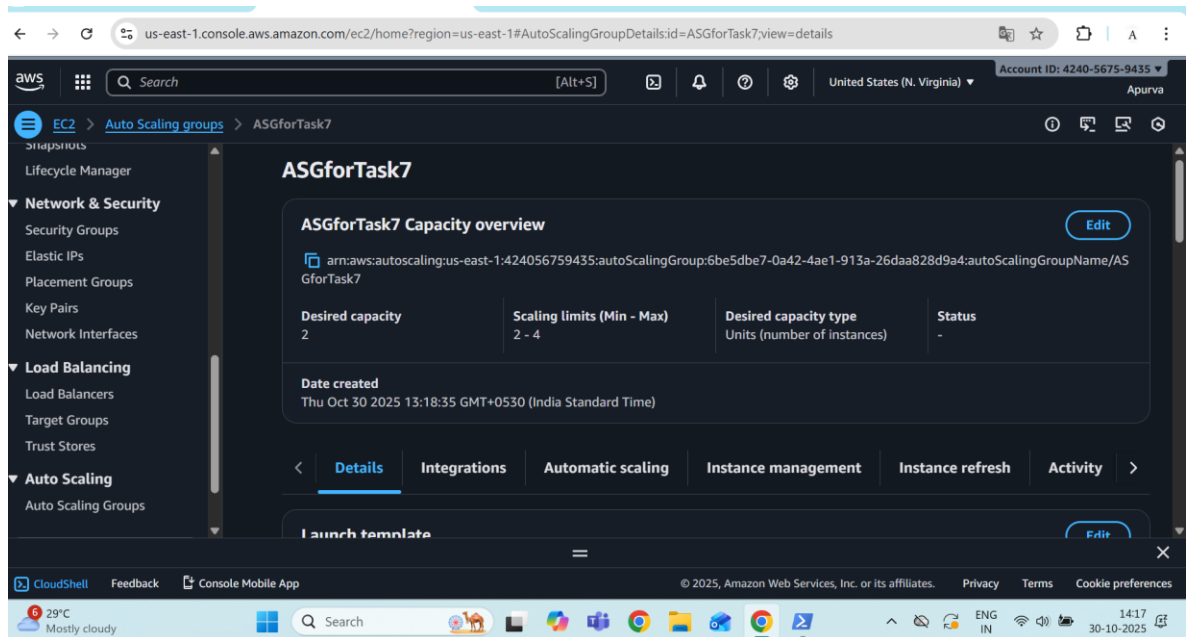 us-east-1.console.aws.amazon.com/ec2/home?region=us-east-1#AutoScalingGroupDetails:id=ASGforTask7;view=details
A
aws
Search
[Alt+S]
United States (N. Virginia)
Account ID: 4240-5675-9435
Apurva
EC2 > Auto Scaling groups > ASGforTask7
Snapshots
Lifecycle Manager
Network & Security
Security Groups
Elastic IPs
Placement Groups
Key Pairs
Network Interfaces
Load Balancing
Load Balancers
Target Groups
Trust Stores
Auto Scaling
Auto Scaling Groups
ASGforTask7
ASGforTask7 Capacity overview
Edit
arn:aws:autoscaling:us-east-1:424056759435:autoScalingGroup:6be5dbe7-0a42-4ae1-913a-26daa828d9a4:autoScalingGroupName/AS
GforTask7
Desired capacity
2
Scaling limits (Min - Max)
2 - 4
Desired capacity type
Units (number of instances)
Status
-
Date created
Thu Oct 30 2025 13:18:35 GMT+0530 (India Standard Time)
Details
Integrations
Automatic scaling
Instance management
Instance refresh
Activity
Launch template
Edit
CloudShell
Feedback
Console Mobile App
© 2025, Amazon Web Services, Inc. or its affiliates.
Privacy
Terms
Cookie preferences
6
29°C
Mostly cloudy
Search
ENG
IN
14:17
30-10-2025